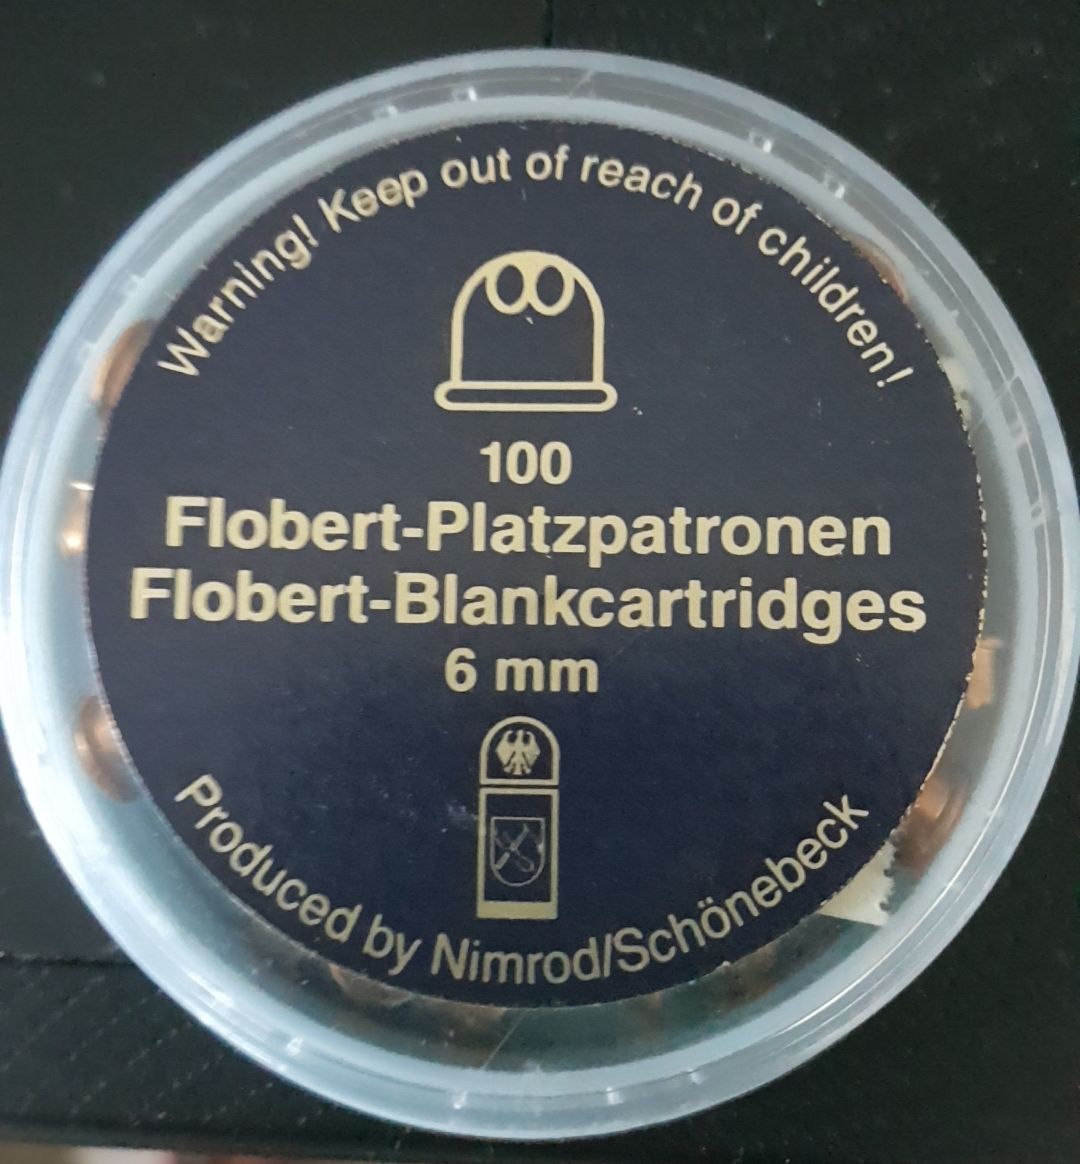 Warning! Keep out of reach of children!
100
Flobert-Platzpatronen
Flobert-Blankcartridges
6 mm
Produced by Nimrod/Schönebeck